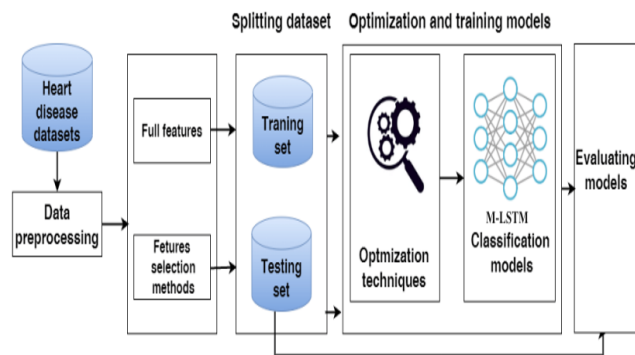 Splitting dataset
Optimization and training models
Heart
disease
datasets
Data
preprocessing
Full features
Fetures
selection
methods
Traning
set
Testing
set
Optmization
techniques
M-LSTM
Classification
models
Evaluating
models